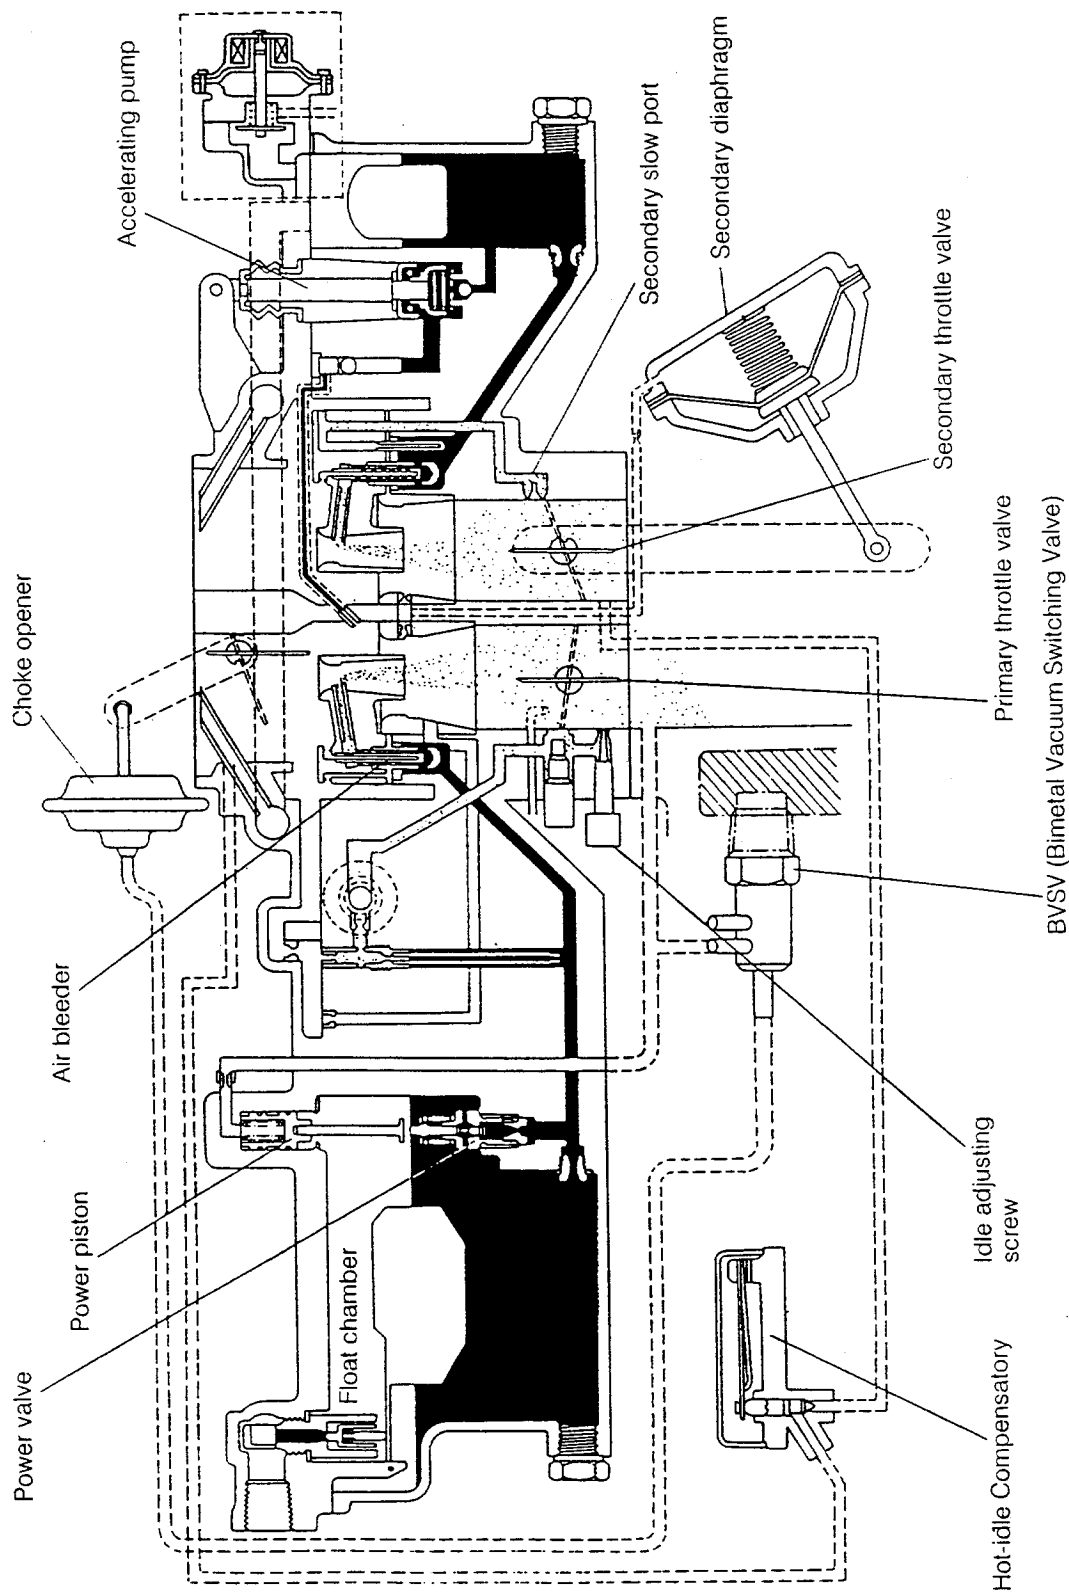 Power valve
Power piston
Air bleeder
Choke opener
Accelerating pump
Float chamber
Secondary slow port
Secondary diaphragm
Secondary throttle valve
Primary throttle valve
BVSV (Bimetal Vacuum Switching Valve)
Idle adjusting
screw
Hot-idle Compensatory